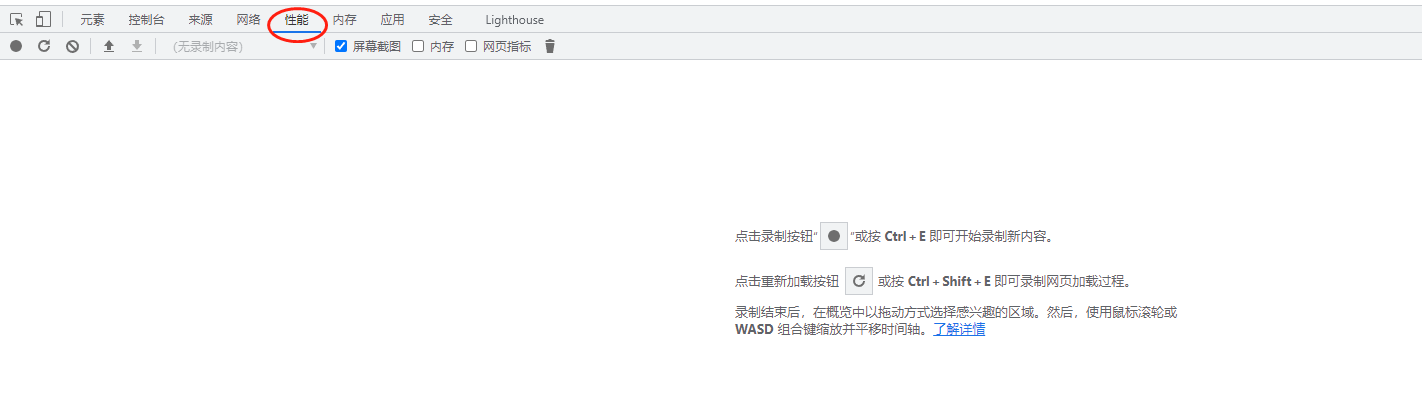 元素 控制台 来源 网络 性能 内存 应用 安全 Lighthouse
(无录制内容) 屏幕截图 内存 网页指标
点击录制按钮“ ”或按 Ctrl + E 即可开始录制新内容。
点击重新加载按钮 或按 Ctrl + Shift + E 即可录制网页加载过程。
录制结束后，在概览中以拖动方式选择感兴趣的区域。然后，使用鼠标滚轮或
WASD 组合键缩放并平移时间轴。了解详情